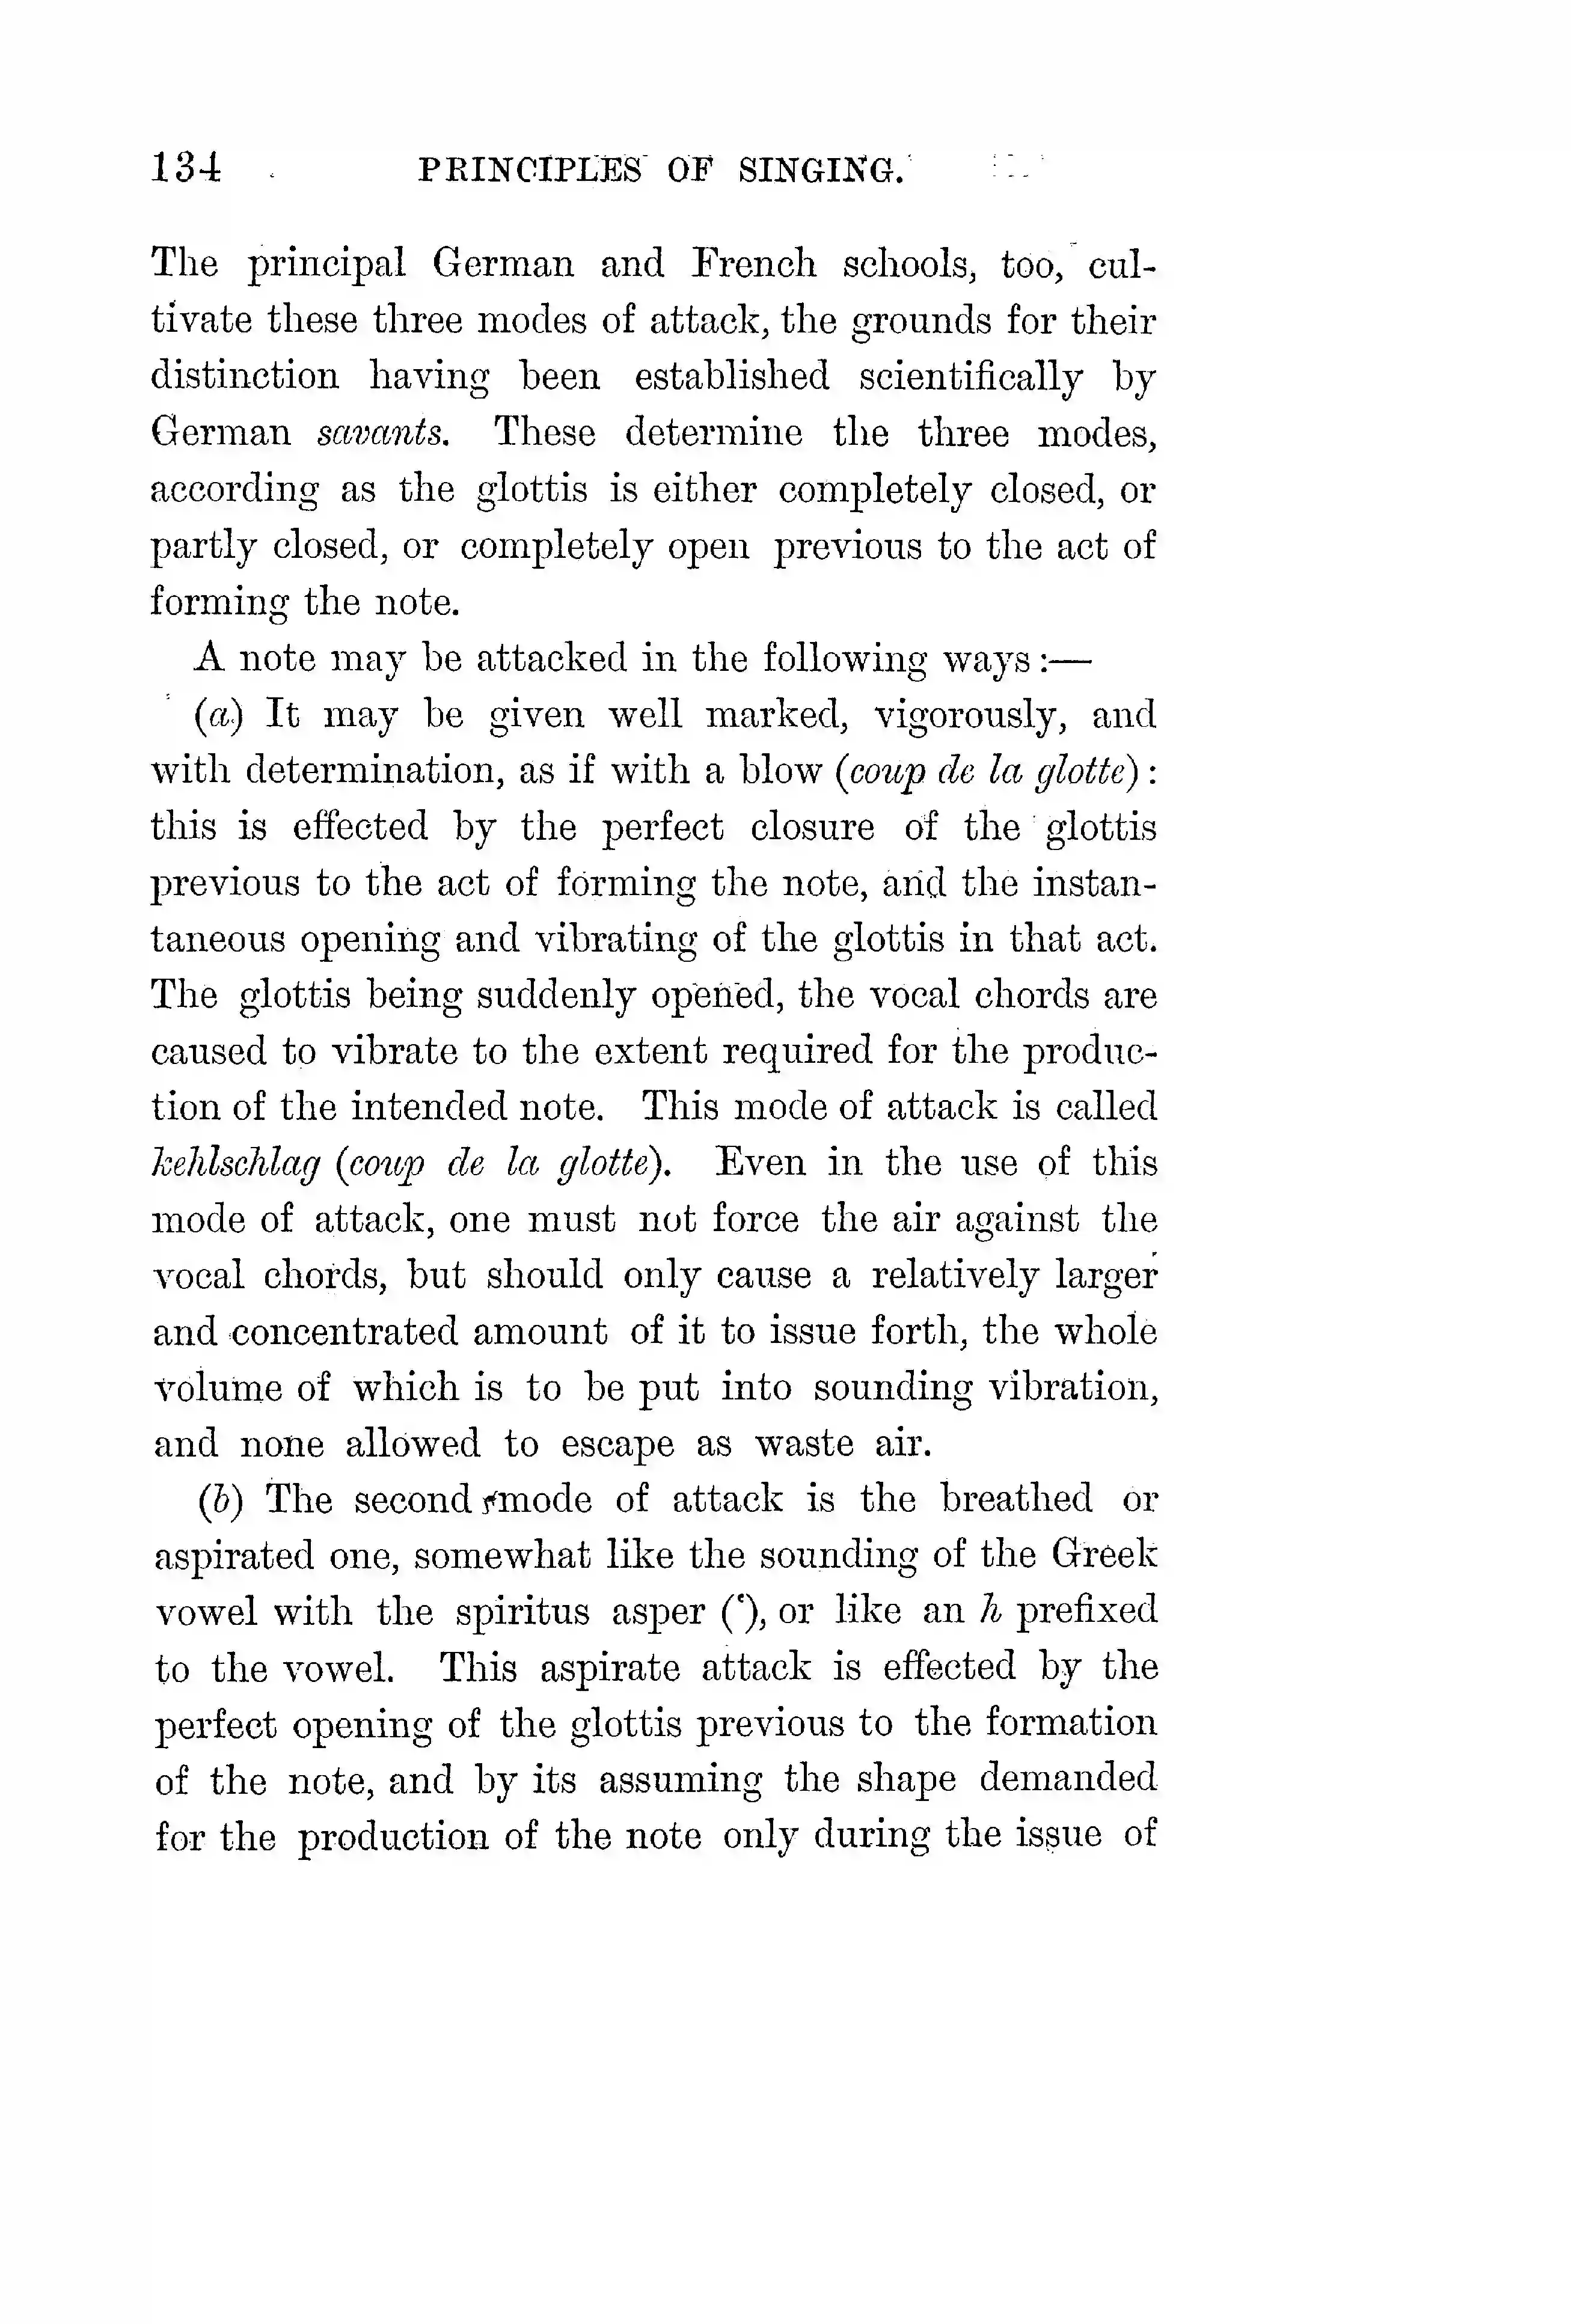 134 PRINCIPLES OF SINGING.
The principal German and French schools, too, cul-
tivate these three modes of attack, the grounds for their
distinction having been established scientifically by
German savants. These determine the three modes,
according as the glottis is either completely closed, or
partly closed, or completely open previous to the act of
forming the note.
A note may be attacked in the following ways :—
(a) It may be given well marked, vigorously, and
with determination, as if with a blow (coup de la glotte) :
this is effected by the perfect closure of the glottis
previous to the act of forming the note, and the instan-
taneous opening and vibrating of the glottis in that act.
The glottis being suddenly opened, the vocal chords are
caused to vibrate to the extent required for the produc-
tion of the intended note. This mode of attack is called
kehlschlag (coup de la glotte). Even in the use of this
mode of attack, one must not force the air against the
vocal chords, but should only cause a relatively larger
and concentrated amount of it to issue forth, the whole
volume of which is to be put into sounding vibration,
and none allowed to escape as waste air.
(b) The second mode of attack is the breathed or
aspirated one, somewhat like the sounding of the Greek
vowel with the spiritus asper (‛), or like an h prefixed
to the vowel. This aspirate attack is effected by the
perfect opening of the glottis previous to the formation
of the note, and by its assuming the shape demanded
for the production of the note only during the issue of